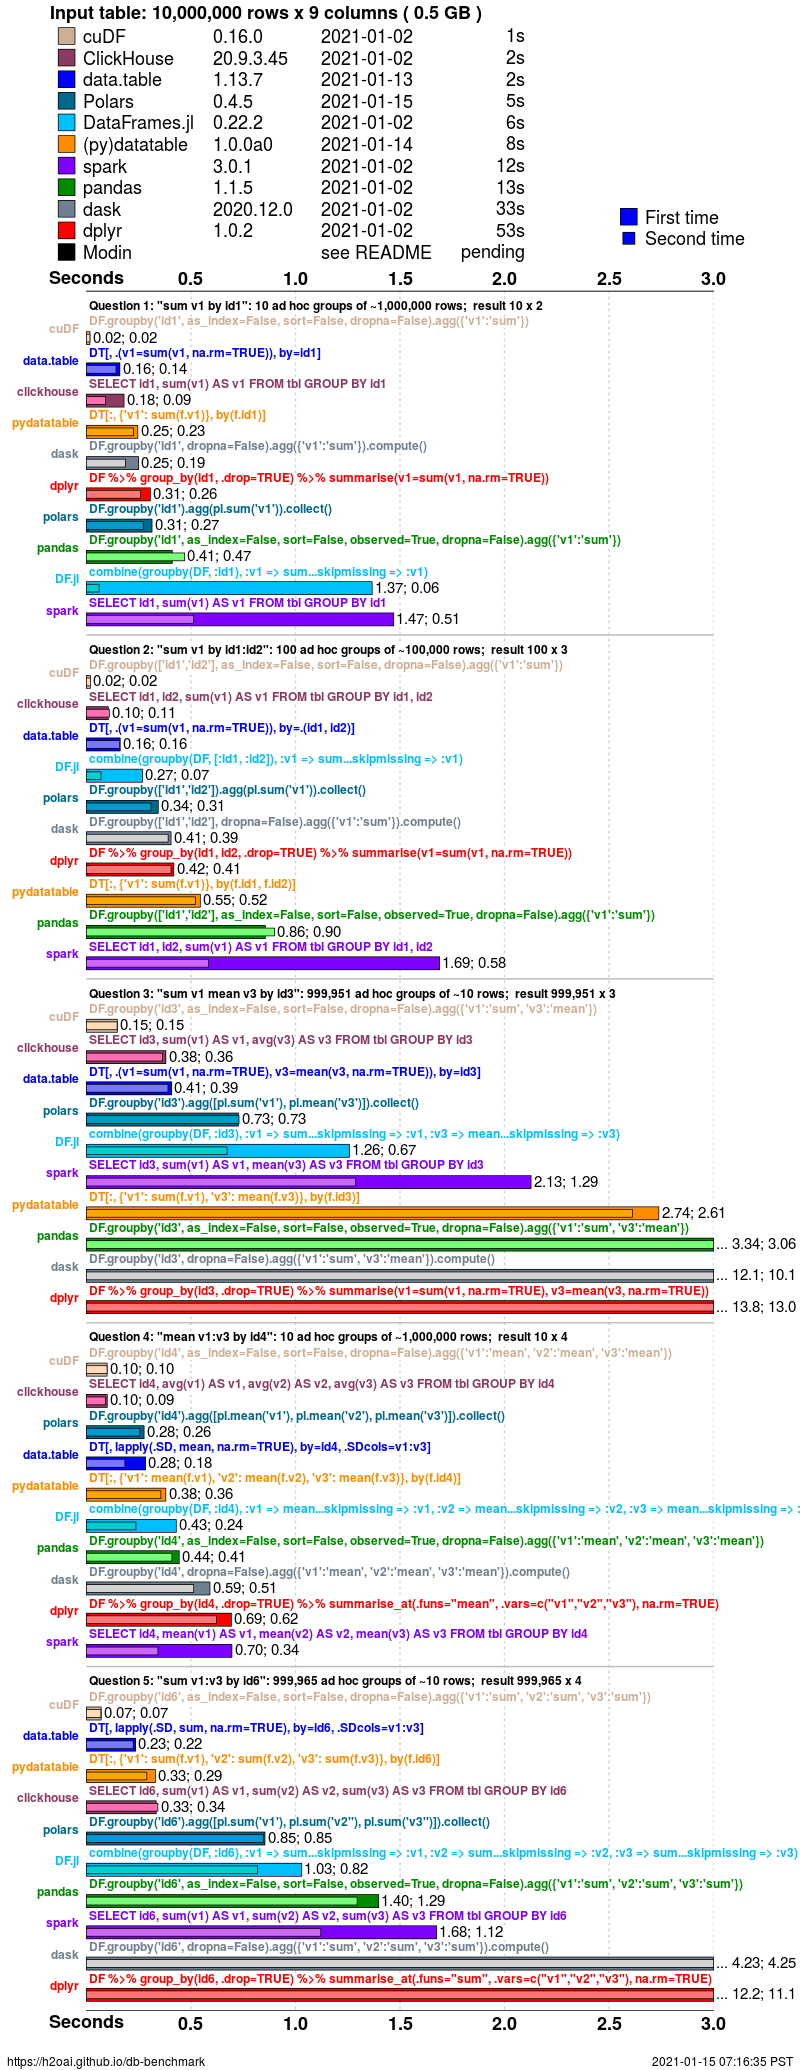 Input table: 10,000,000 rows x 9 columns ( 0.5 GB )
cuDF 0.16.0 2021-01-02 1s
ClickHouse 20.9.3.45 2021-01-02 2s
data.table 1.13.7 2021-01-13 2s
Polars 0.4.5 2021-01-15 5s
DataFrames.jl 0.22.2 2021-01-02 6s
(py)datatable 1.0.0a0 2021-01-14 8s
spark 3.0.1 2021-01-02 12s
pandas 1.1.5 2021-01-02 13s
dask 2020.12.0 2021-01-02 33s
dplyr 1.0.2 2021-01-02 53s
Modin see README pending
First time
Second time
Seconds 0.5 1.0 1.5 2.0 2.5 3.0
Question 1: "sum v1 by id1": 10 ad hoc groups of ~1,000,000 rows; result 10 x 2
DF.groupby('id1', as_index=False, sort=False, dropna=False).agg({'v1':'sum'})
cuDF 0.02; 0.02
DT[, .(v1=sum(v1, na.rm=TRUE)), by=id1]
data.table 0.16; 0.14
SELECT id1, sum(v1) AS v1 FROM tbl GROUP BY id1
clickhouse 0.18; 0.09
DT[:, {'v1': sum(f.v1)}, by(f.id1)]
pydatatable 0.25; 0.23
DF.groupby('id1', dropna=False).agg({'v1':'sum'}).compute()
dask 0.25; 0.19
DF %>% group_by(id1, .drop=TRUE) %>% summarise(v1=sum(v1, na.rm=TRUE))
dplyr 0.31; 0.26
DF.groupby('id1').agg(pl.sum('v1')).collect()
polars 0.31; 0.27
DF.groupby('id1', as_index=False, sort=False, observed=True, dropna=False).agg({'v1':'sum'})
pandas 0.41; 0.47
combine(groupby(DF, :id1), :v1 => sum...skipmissing => :v1)
DF.jl 1.37; 0.06
SELECT id1, sum(v1) AS v1 FROM tbl GROUP BY id1
spark 1.47; 0.51
Question 2: "sum v1 by id1:id2": 100 ad hoc groups of ~100,000 rows; result 100 x 3
DF.groupby(['id1','id2'], as_index=False, sort=False, dropna=False).agg({'v1':'sum'})
cuDF 0.02; 0.02
SELECT id1, id2, sum(v1) AS v1 FROM tbl GROUP BY id1, id2
clickhouse 0.10; 0.11
DT[, .(v1=sum(v1, na.rm=TRUE)), by=.(id1, id2)]
data.table 0.16; 0.16
combine(groupby(DF, [:id1, :id2]), :v1 => sum...skipmissing => :v1)
DF.jl 0.27; 0.07
DF.groupby(['id1','id2']).agg(pl.sum('v1')).collect()
polars 0.34; 0.31
DF.groupby(['id1','id2'], dropna=False).agg({'v1':'sum'}).compute()
dask 0.41; 0.39
DF %>% group_by(id1, id2, .drop=TRUE) %>% summarise(v1=sum(v1, na.rm=TRUE))
dplyr 0.42; 0.41
DT[:, {'v1': sum(f.v1)}, by(f.id1, f.id2)]
pydatatable 0.55; 0.52
DF.groupby(['id1','id2'], as_index=False, sort=False, observed=True, dropna=False).agg({'v1':'sum'})
pandas 0.86; 0.90
SELECT id1, id2, sum(v1) AS v1 FROM tbl GROUP BY id1, id2
spark 1.69; 0.58
Question 3: "sum v1 mean v3 by id3": 999,951 ad hoc groups of ~10 rows; result 999,951 x 3
DF.groupby('id3', as_index=False, sort=False, dropna=False).agg({'v1':'sum', 'v3':'mean'})
cuDF 0.15; 0.15
SELECT id3, sum(v1) AS v1, avg(v3) AS v3 FROM tbl GROUP BY id3
clickhouse 0.38; 0.36
DT[, .(v1=sum(v1, na.rm=TRUE), v3=mean(v3, na.rm=TRUE)), by=id3]
data.table 0.41; 0.39
DF.groupby('id3').agg([pl.sum('v1'), pl.mean('v3')]).collect()
polars 0.73; 0.73
combine(groupby(DF, :id3), :v1 => sum...skipmissing => :v1, :v3 => mean...skipmissing => :v3)
DF.jl 1.26; 0.67
SELECT id3, sum(v1) AS v1, mean(v3) AS v3 FROM tbl GROUP BY id3
spark 2.13; 1.29
DT[:, {'v1': sum(f.v1), 'v3': mean(f.v3)}, by(f.id3)]
pydatatable 2.74; 2.61
DF.groupby('id3', as_index=False, sort=False, observed=True, dropna=False).agg({'v1':'sum', 'v3':'mean'})
pandas ... 3.34; 3.06
DF.groupby('id3', dropna=False).agg({'v1':'sum', 'v3':'mean'}).compute()
dask ... 12.1; 10.1
DF %>% group_by(id3, .drop=TRUE) %>% summarise(v1=sum(v1, na.rm=TRUE), v3=mean(v3, na.rm=TRUE))
dplyr ... 13.8; 13.0
Question 4: "mean v1:v3 by id4": 10 ad hoc groups of ~1,000,000 rows; result 10 x 4
DF.groupby('id4', as_index=False, sort=False, dropna=False).agg({'v1':'mean', 'v2':'mean', 'v3':'mean'})
cuDF 0.10; 0.10
SELECT id4, avg(v1) AS v1, avg(v2) AS v2, avg(v3) AS v3 FROM tbl GROUP BY id4
clickhouse 0.10; 0.09
DF.groupby('id4').agg([pl.mean('v1'), pl.mean('v2'), pl.mean('v3')]).collect()
polars 0.28; 0.26
DT[, lapply(.SD, mean, na.rm=TRUE), by=id4, .SDcols=v1:v3]
data.table 0.28; 0.18
DT[:, {'v1': mean(f.v1), 'v2': mean(f.v2), 'v3': mean(f.v3)}, by(f.id4)]
pydatatable 0.38; 0.36
combine(groupby(DF, :id4), :v1 => mean...skipmissing => :v1, :v2 => mean...skipmissing => :v2, :v3 => mean...skipmissing => :
DF.jl 0.43; 0.24
DF.groupby('id4', as_index=False, sort=False, observed=True, dropna=False).agg({'v1':'mean', 'v2':'mean', 'v3':'mean'})
pandas 0.44; 0.41
DF.groupby('id4', dropna=False).agg({'v1':'mean', 'v2':'mean', 'v3':'mean'}).compute()
dask 0.59; 0.51
DF %>% group_by(id4, .drop=TRUE) %>% summarise_at(.funs="mean", .vars=c("v1","v2","v3"), na.rm=TRUE)
dplyr 0.69; 0.62
SELECT id4, mean(v1) AS v1, mean(v2) AS v2, mean(v3) AS v3 FROM tbl GROUP BY id4
spark 0.70; 0.34
Question 5: "sum v1:v3 by id6": 999,965 ad hoc groups of ~10 rows; result 999,965 x 4
DF.groupby('id6', as_index=False, sort=False, dropna=False).agg({'v1':'sum', 'v2':'sum', 'v3':'sum'})
cuDF 0.07; 0.07
DT[, lapply(.SD, sum, na.rm=TRUE), by=id6, .SDcols=v1:v3]
data.table 0.23; 0.22
DT[:, {'v1': sum(f.v1), 'v2': sum(f.v2), 'v3': sum(f.v3)}, by(f.id6)]
pydatatable 0.33; 0.29
SELECT id6, sum(v1) AS v1, sum(v2) AS v2, sum(v3) AS v3 FROM tbl GROUP BY id6
clickhouse 0.33; 0.34
DF.groupby('id6').agg([pl.sum('v1'), pl.sum('v2''), pl.sum('v3'')]).collect()
polars 0.85; 0.85
combine(groupby(DF, :id6), :v1 => sum...skipmissing => :v1, :v2 => sum...skipmissing => :v2, :v3 => sum...skipmissing => :v3)
DF.jl 1.03; 0.82
DF.groupby('id6', as_index=False, sort=False, observed=True, dropna=False).agg({'v1':'sum', 'v2':'sum', 'v3':'sum'})
pandas 1.40; 1.29
SELECT id6, sum(v1) AS v1, sum(v2) AS v2, sum(v3) AS v3 FROM tbl GROUP BY id6
spark 1.68; 1.12
DF.groupby('id6', dropna=False).agg({'v1':'sum', 'v2':'sum', 'v3':'sum'}).compute()
dask ... 4.23; 4.25
DF %>% group_by(id6, .drop=TRUE) %>% summarise_at(.funs="sum", .vars=c("v1","v2","v3"), na.rm=TRUE)
dplyr ... 12.2; 11.1
Seconds 0.5 1.0 1.5 2.0 2.5 3.0
https://h2oai.github.io/db-benchmark 2021-01-15 07:16:35 PST